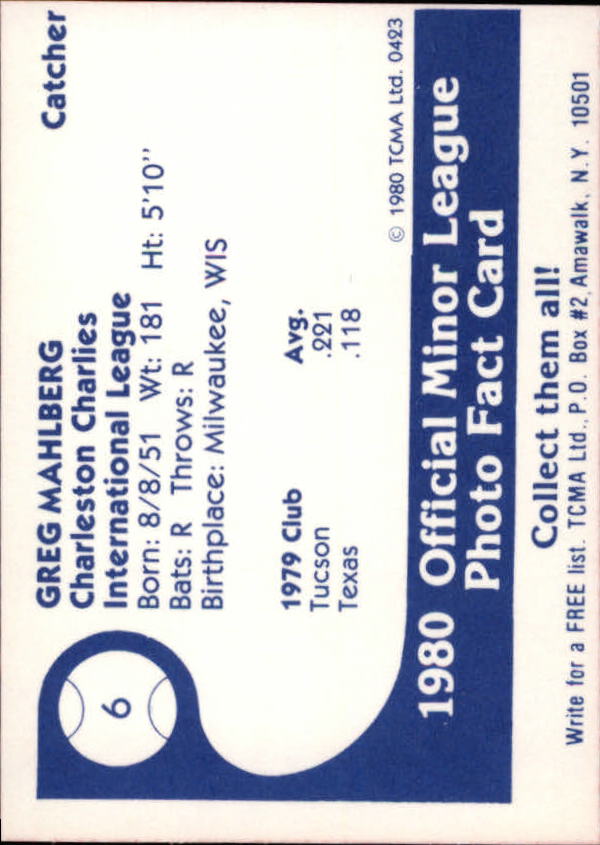 6
GREG MAHLBERG Catcher
Charleston Charlies
International League
Born: 8/8/51 Wt: 181 Ht: 5'10"
Bats: R Throws: R
Birthplace: Milwaukee, WIS
1979 Club Avg.
Tucson .221
Texas .118
© 1980 TCMA Ltd. 0423
1980 Official Minor League
Photo Fact Card
Collect them all!
Write for a FREE list. TCMA Ltd., P.O. Box #2, Amawalk, N.Y. 10501